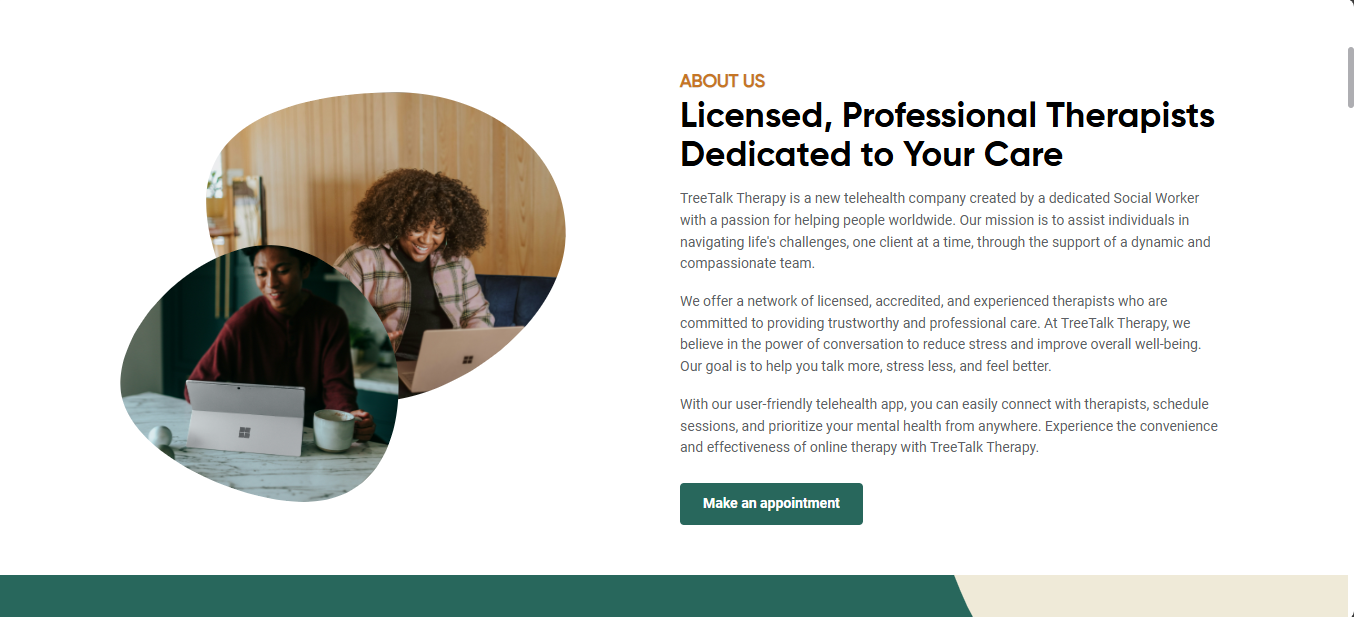 ABOUT US
Licensed, Professional Therapists
Dedicated to Your Care
TreeTalk Therapy is a new telehealth company created by a dedicated Social Worker
with a passion for helping people worldwide. Our mission is to assist individuals in
navigating life's challenges, one client at a time, through the support of a dynamic and
compassionate team.
We offer a network of licensed, accredited, and experienced therapists who are
committed to providing trustworthy and professional care. At TreeTalk Therapy, we
believe in the power of conversation to reduce stress and improve overall well-being.
Our goal is to help you talk more, stress less, and feel better.
With our user-friendly telehealth app, you can easily connect with therapists, schedule
sessions, and prioritize your mental health from anywhere. Experience the convenience
and effectiveness of online therapy with TreeTalk Therapy.
Make an appointment